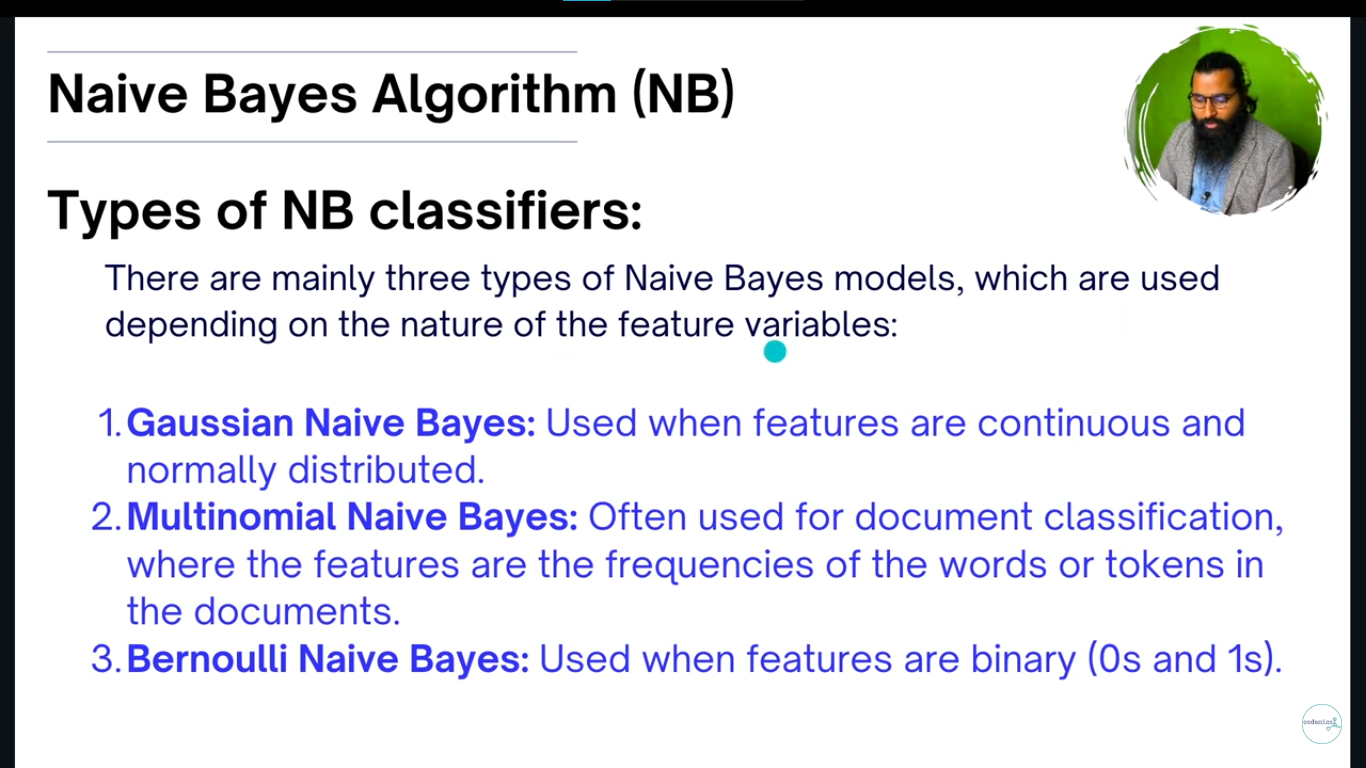 Naive Bayes Algorithm (NB)
Types of NB classifiers:
There are mainly three types of Naive Bayes models, which are used
depending on the nature of the feature variables:
1. Gaussian Naive Bayes: Used when features are continuous and
normally distributed.
2. Multinomial Naive Bayes: Often used for document classification,
where the features are the frequencies of the words or tokens in
the documents.
3. Bernoulli Naive Bayes: Used when features are binary (0s and 1s).
codanics